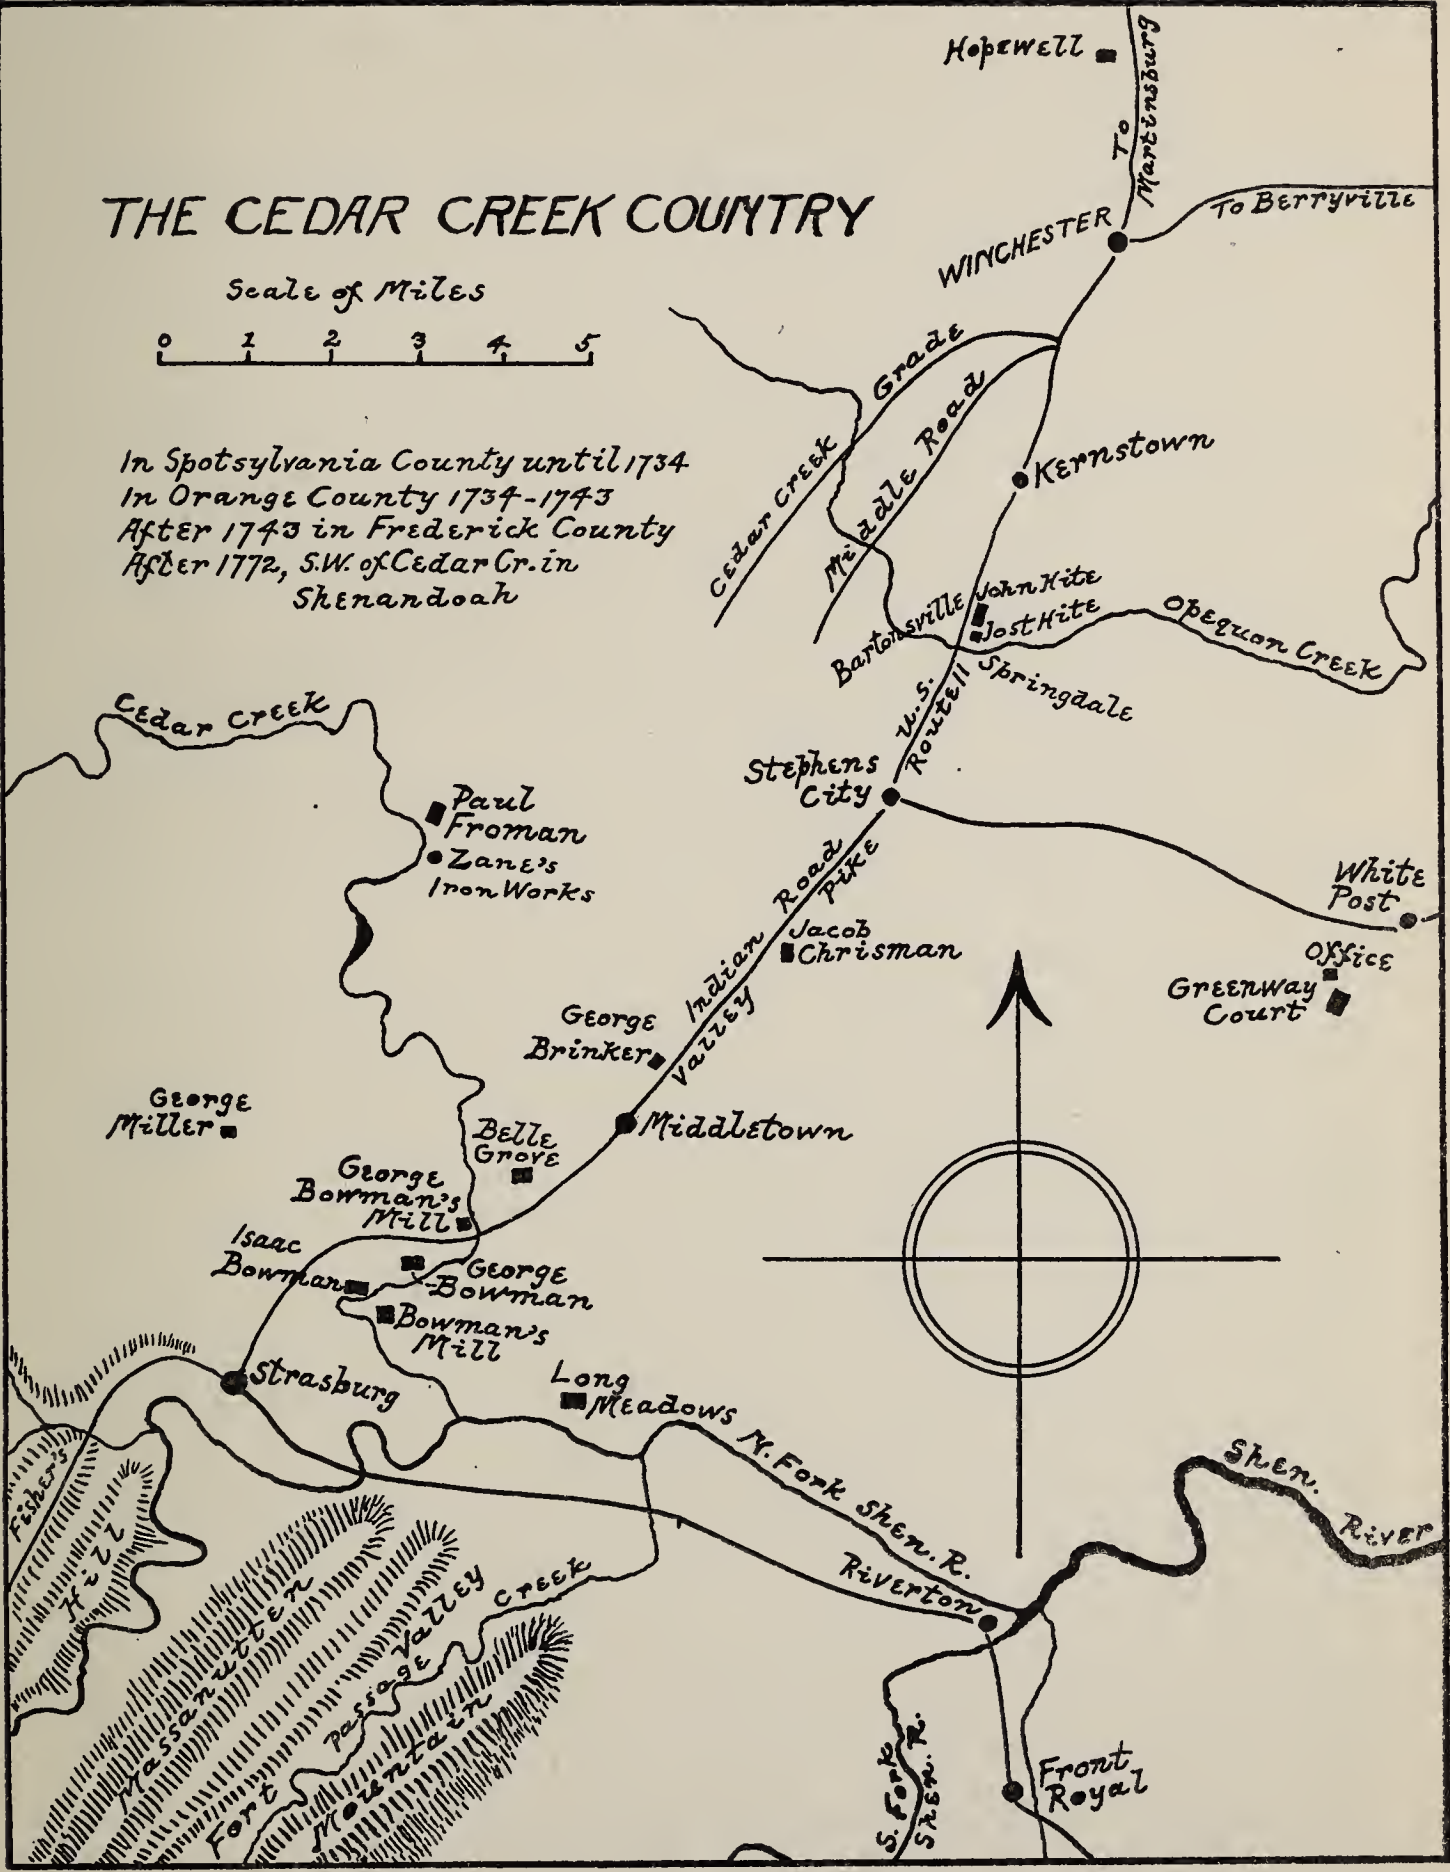 Hopewell
To
Martinsburg
THE CEDAR CREEK COUNTRY
To Berryville
WINCHESTER
Scale of Miles
0 1 2 3 4 5
Cedar Creek Grade
Middle Road
Kernstown
In Spotsylvania County until 1734
In Orange County 1734-1743
After 1743 in Frederick County
After 1772, S.W. of Cedar Cr. in
Shenandoah
John Hite
Jost Hite
Bartonsville
Opequon Creek
Springdale
U.S.
Route 11
Cedar Creek
Stephens
City
Paul
Froman
Zane's
Iron Works
Indian Road
Valley Pike
White
Post
Jacob
Chrisman
Office
Greenway
Court
George
Brinker
George
Miller
Middletown
Belle
Grove
George
Bowman's
Mill
Isaac
Bowman
George
Bowman
Bowman's
Mill
Strasburg
Long
Meadows
N. Fork Shen. R.
Shen. River
Fisher's
Hill
Riverton
Massanutten
Fort Valley
Passage Creek
Mountain
S. Fork
Shen. R.
Front
Royal